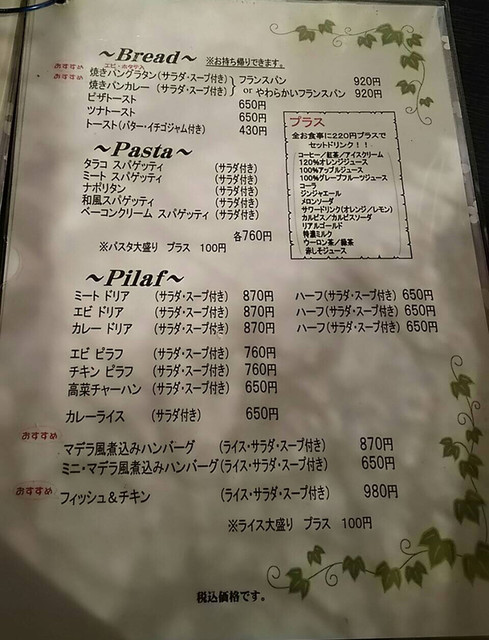 ～Bread～ ※お持ち帰りできます。
おすすめ エビ・ホタテ入
焼きパングラタン(サラダ・スープ付き) フランスパン 920円
おすすめ
焼きパンカレー (サラダ・スープ付き) or やわらかいフランスパン 920円
ピザトースト 650円
ツナトースト 650円
トースト(バター・イチゴジャム付き) 430円
～Pasta～
タラコ スパゲッティ (サラダ付き)
ミート スパゲッティ (サラダ付き)
ナポリタン (サラダ付き)
和風スパゲッティ (サラダ付き)
ベーコンクリーム スパゲッティ (サラダ付き)
各760円
※パスタ大盛り プラス 100円
プラス
全お食事に220円プラスで
セットドリンク！！
コーヒー/紅茶/アイスクリーム
120%オレンジジュース
100%アップルジュース
100%グレープフルーツジュース
コーラ
ジンジャエール
メロンソーダ
サワードリンク(オレンジ/レモン)
カルピス/カルピスソーダ
リアルゴールド
特濃ミルク
ウーロン茶/緑茶
赤しそジュース
～Pilaf～
ミート ドリア (サラダ・スープ付き) 870円 ハーフ(サラダ・スープ付き) 650円
エビ ドリア (サラダ・スープ付き) 870円 ハーフ(サラダ・スープ付き) 650円
カレー ドリア (サラダ・スープ付き) 870円 ハーフ(サラダ・スープ付き) 650円
エビ ピラフ (サラダ・スープ付き) 760円
チキン ピラフ (サラダ・スープ付き) 760円
高菜チャーハン (サラダ・スープ付き) 650円
カレーライス (サラダ付き) 650円
おすすめ
マデラ風煮込みハンバーグ (ライス・サラダ・スープ付き) 870円
ミニ・マデラ風煮込みハンバーグ(ライス・サラダ・スープ付き) 650円
おすすめ
フィッシュ＆チキン (ライス・サラダ・スープ付き) 980円
※ライス大盛り プラス 100円
税込価格です。